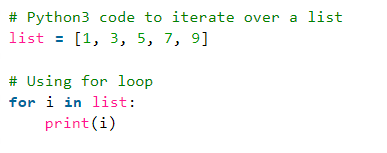 # Python3 code to iterate over a list
list = [1, 3, 5, 7, 9]

# Using for loop
for i in list:
    print(i)